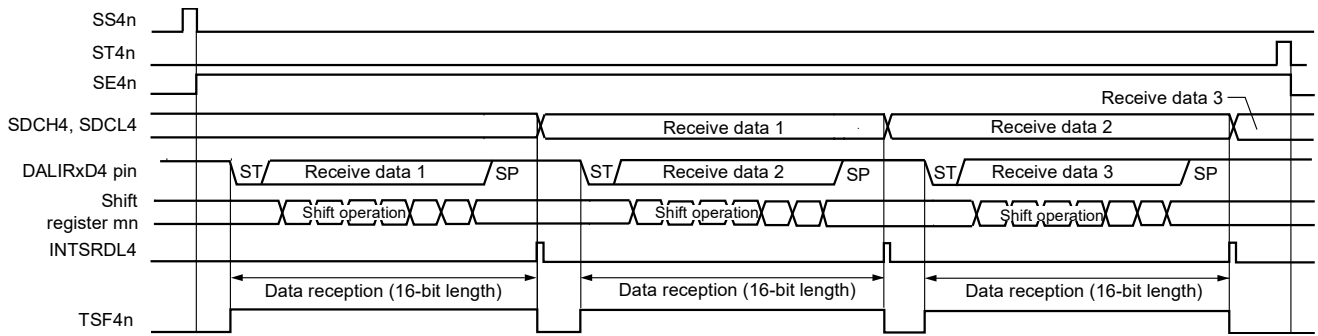 SS4n
ST4n
SE4n
Receive data 3
SDCH4, SDCL4
Receive data 1
Receive data 2
DALIRxD4 pin
ST
Receive data 1
SP
ST
Receive data 2
SP
ST
Receive data 3
SP
Shift
register mn
Shift operation
Shift operation
Shift operation
INTSRDL4
Data reception (16-bit length)
Data reception (16-bit length)
Data reception (16-bit length)
TSF4n